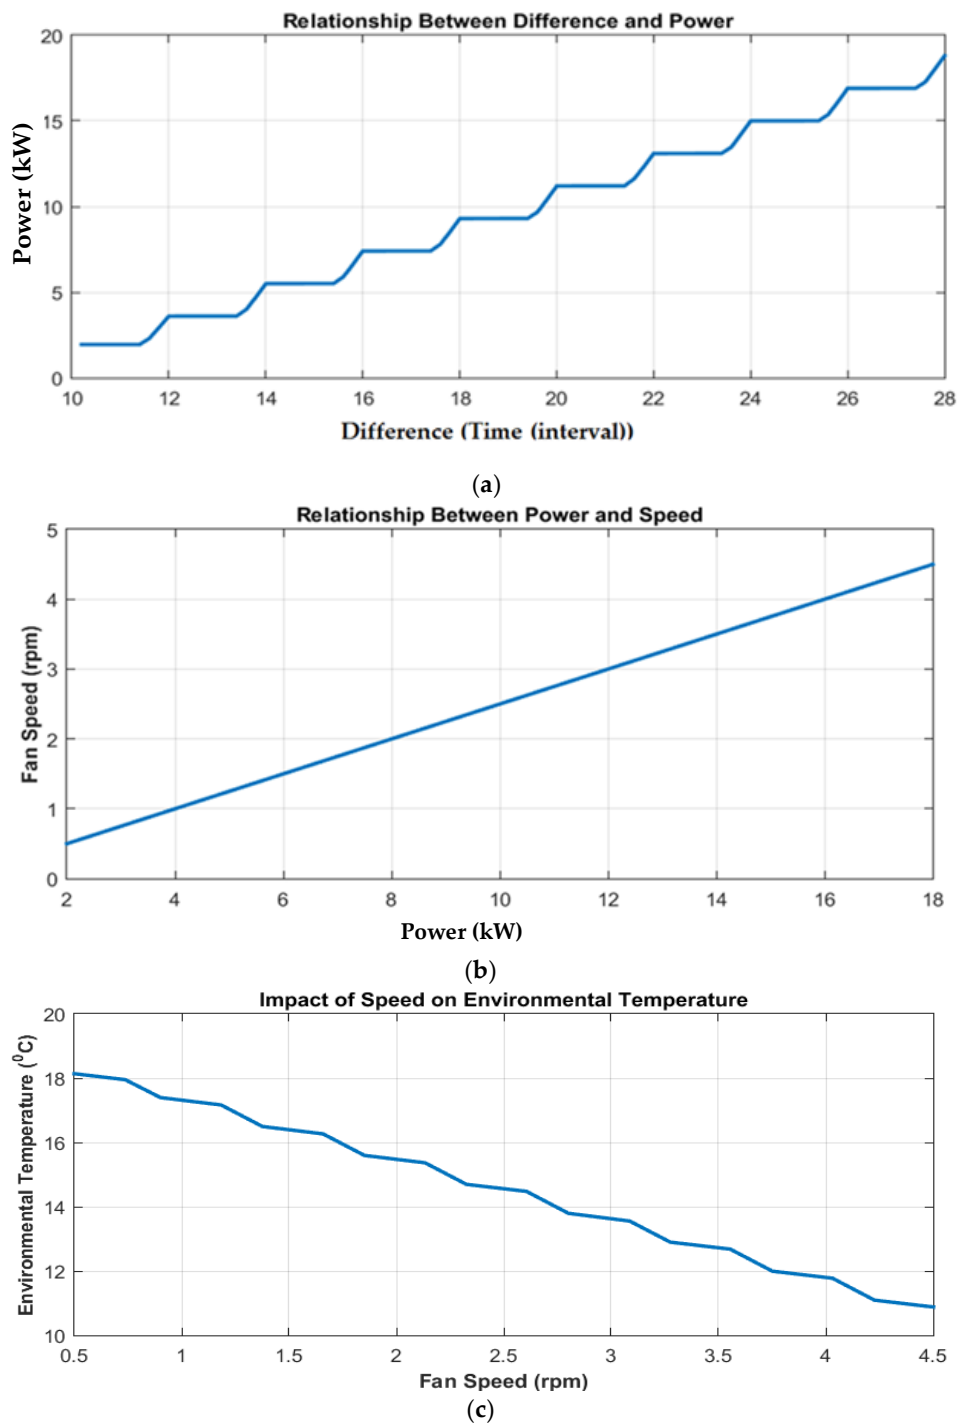 Relationship Between Difference and Power
20
15
10
5
0
Power (kW)
10 12 14 16 18 20 22 24 26 28
Difference (Time (interval))
(a)
Relationship Between Power and Speed
5
4
3
2
1
0
Fan Speed (rpm)
2 4 6 8 10 12 14 16 18
Power (kW)
(b)
Impact of Speed on Environmental Temperature
20
18
16
14
12
10
Environmental Temperature (⁰C)
0.5 1 1.5 2 2.5 3 3.5 4 4.5
Fan Speed (rpm)
(c)